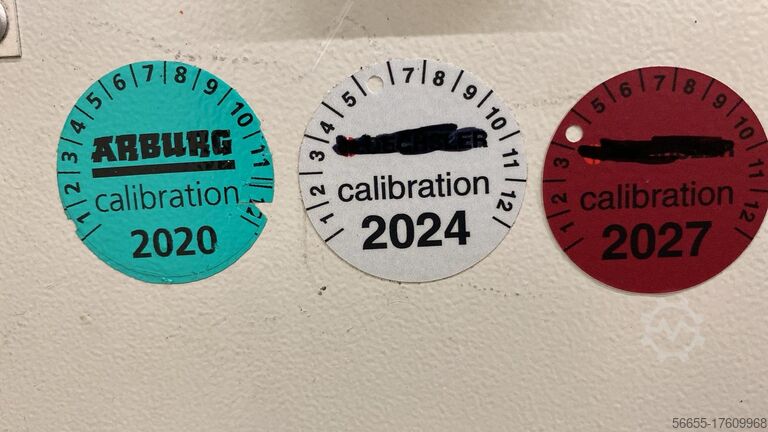 1 2 3 4 5 6 7 8 9 10 11 12
ARBURG
calibration
2020
1 2 3 4 5 7 8 9 10 11 12
calibration
2024
1 2 3 5 6 7 8 9 10 11 12
calibration
2027
56655-17609968